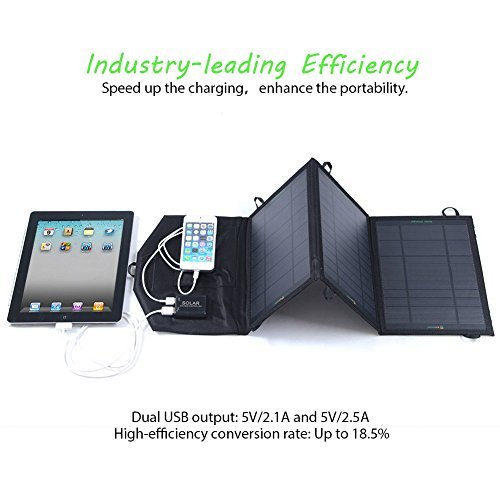 Industry-leading Efficiency
Speed up the charging, enhance the portability.
SOLAR
Dual USB output: 5V/2.1A and 5V/2.5A
High-efficiency conversion rate: Up to 18.5%